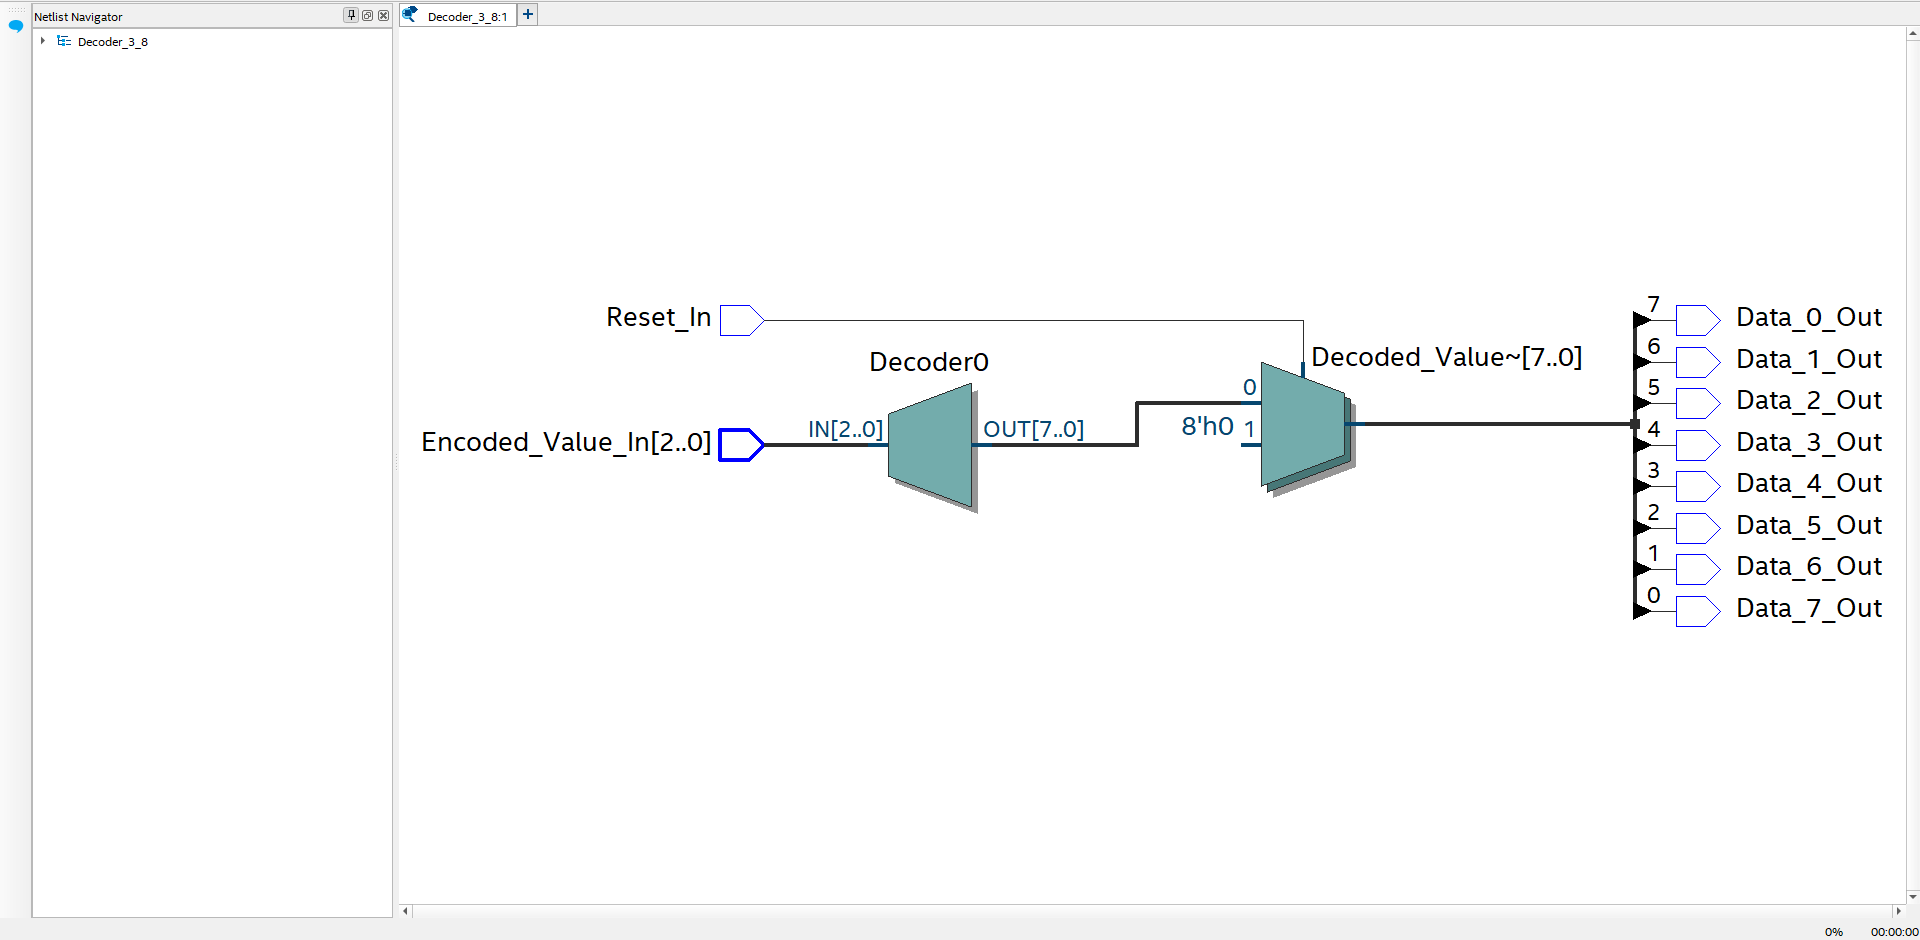 Netlist Navigator
Decoder_3_8
Decoder_3_8:1
Reset_In
Decoder0
Encoded_Value_In[2..0]
IN[2..0]
OUT[7..0]
Decoded_Value~[7..0]
0
8'h0 1
7 Data_0_Out
6 Data_1_Out
5 Data_2_Out
4 Data_3_Out
3 Data_4_Out
2 Data_5_Out
1 Data_6_Out
0 Data_7_Out
0% 00:00:00